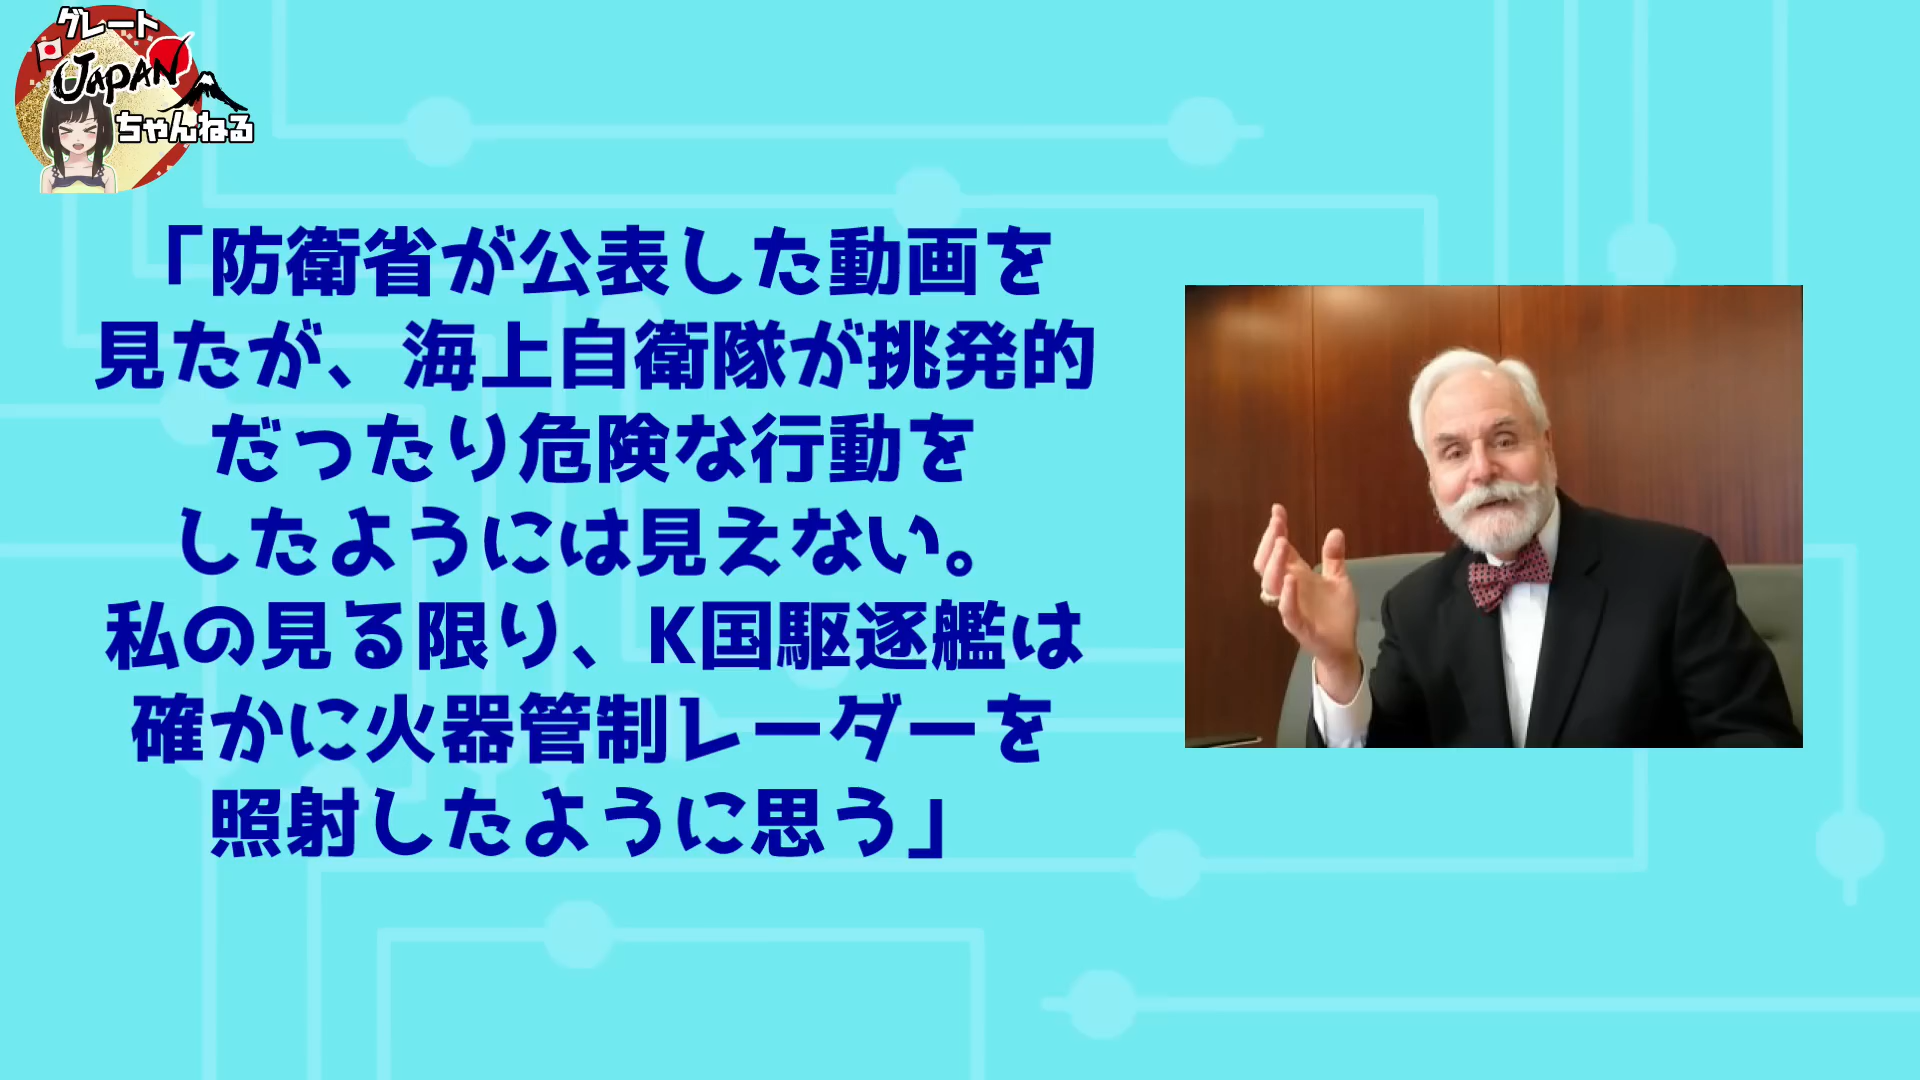 グレート
JAPAN
ちゃんねる
「防衛省が公表した動画を
見たが、海上自衛隊が挑発的
だったり危険な行動を
したようには見えない。
私の見る限り、K国駆逐艦は
確かに火器管制レーダーを
照射したように思う」